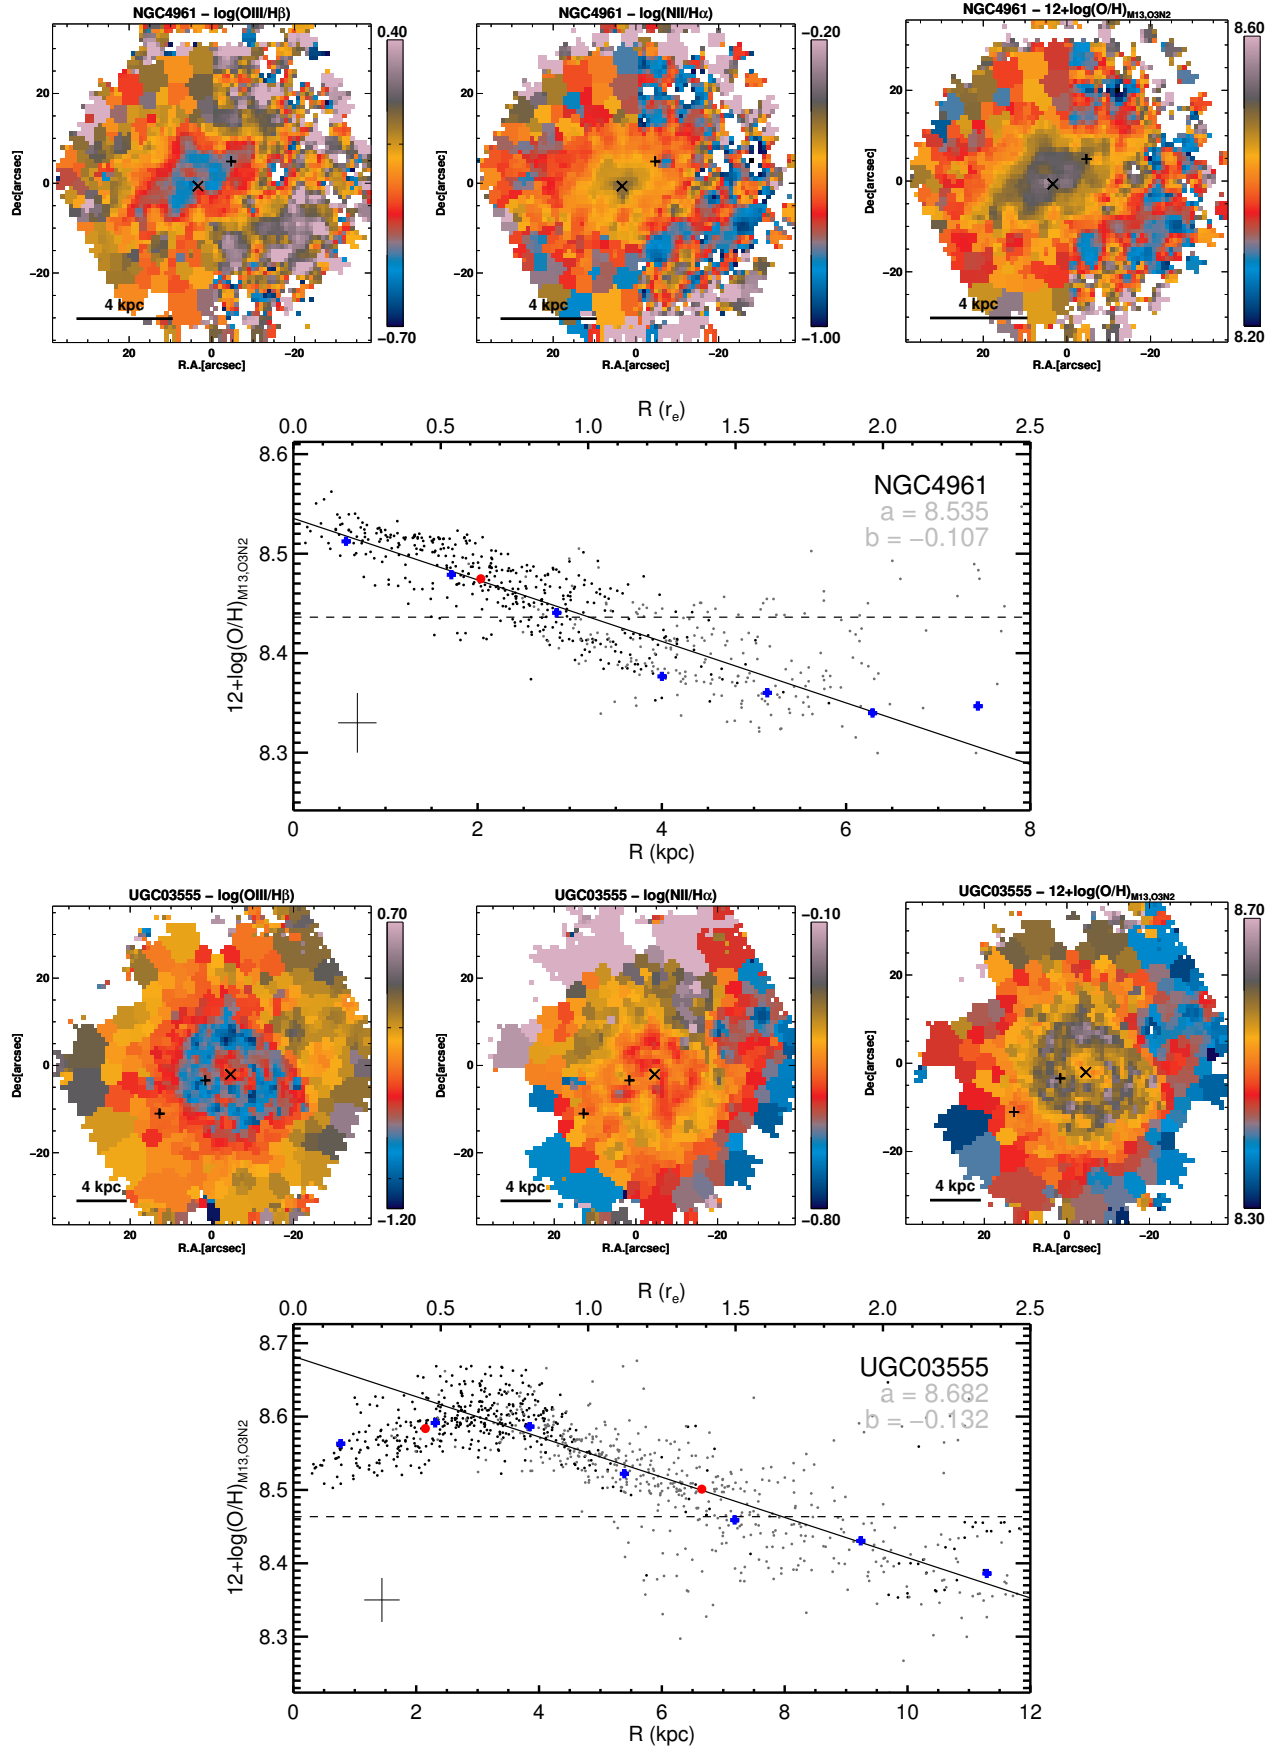 NGC4961 − log(OIII/Hβ) NGC4961 − log(NII/Hα) NGC4961 − 12+log(O/H)M13,O3N2
0.40 −0.20 8.60
20 20 20
0 0 0
−20 −20 −20
Dec[arcsec] Dec[arcsec] Dec[arcsec]
4 kpc 4 kpc 4 kpc
−0.70 −1.00 8.20
20 0 −20 20 0 −20 20 0 −20
R.A.[arcsec] R.A.[arcsec] R.A.[arcsec]
R (re)
0.0 0.5 1.0 1.5 2.0 2.5
8.6
NGC4961
a = 8.535
b = −0.107
8.5
12+log(O/H)M13,O3N2
8.4
8.3
0 2 4 6 8
R (kpc)
UGC03555 − log(OIII/Hβ) UGC03555 − log(NII/Hα) UGC03555 − 12+log(O/H)M13,O3N2
0.70 −0.10 8.70
20 20 20
0 0 0
−20 −20 −20
Dec[arcsec] Dec[arcsec] Dec[arcsec]
4 kpc 4 kpc 4 kpc
−1.20 −0.80 8.30
20 0 −20 20 0 −20 20 0 −20
R.A.[arcsec] R.A.[arcsec] R.A.[arcsec]
R (re)
0.0 0.5 1.0 1.5 2.0 2.5
8.7
UGC03555
a = 8.682
b = −0.132
8.6
8.5
12+log(O/H)M13,O3N2
8.4
8.3
0 2 4 6 8 10 12
R (kpc)